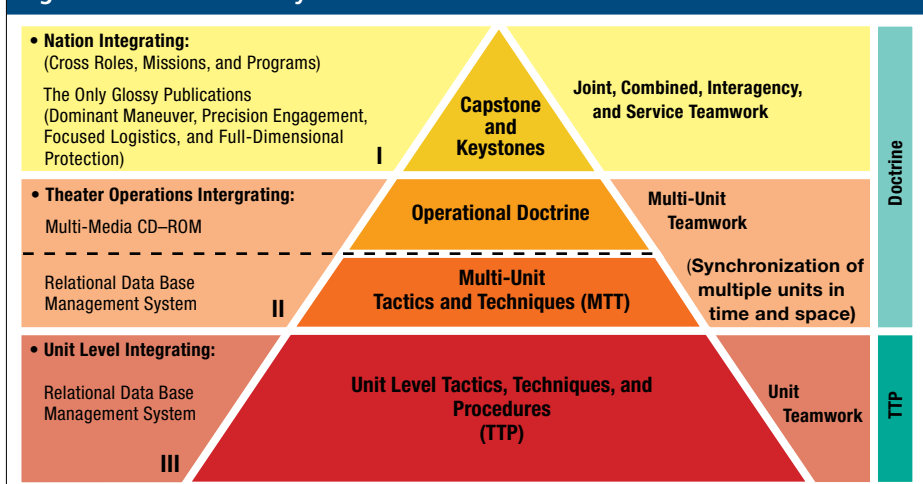 • Nation Integrating:
(Cross Roles, Missions, and Programs)
The Only Glossy Publications
(Dominant Maneuver, Precision Engagement,
Focused Logistics, and Full-Dimensional
Protection)
I
Capstone
and
Keystones
Joint, Combined, Interagency,
and Service Teamwork
• Theater Operations Intergrating:
Multi-Media CD–ROM
Operational Doctrine
Multi-Unit
Teamwork
(Synchronization of
multiple units in
time and space)
Relational Data Base
Management System
II
Multi-Unit
Tactics and Techniques (MTT)
Doctrine
• Unit Level Integrating:
Relational Data Base
Management System
III
Unit Level Tactics, Techniques, and
Procedures
(TTP)
Unit
Teamwork
TTP